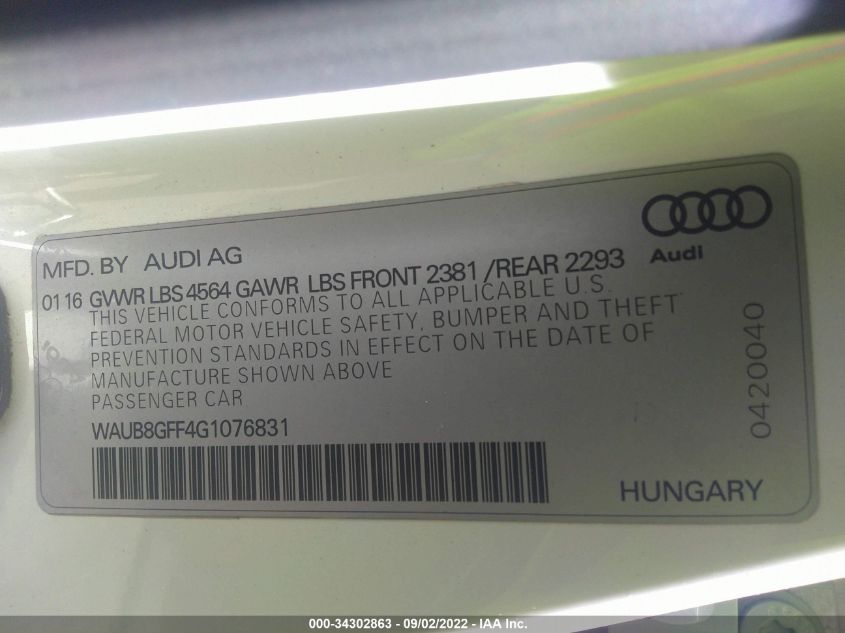 Audi
MFD. BY AUDI AG
01 16 GVWR LBS 4564 GAWR LBS FRONT 2381 /REAR 2293
THIS VEHICLE CONFORMS TO ALL APPLICABLE U.S.
FEDERAL MOTOR VEHICLE SAFETY, BUMPER AND THEFT
PREVENTION STANDARDS IN EFFECT ON THE DATE OF
MANUFACTURE SHOWN ABOVE
PASSENGER CAR
WAUB8GFF4G1076831
HUNGARY
0420040
000-34302863 - 09/02/2022 - IAA Inc.